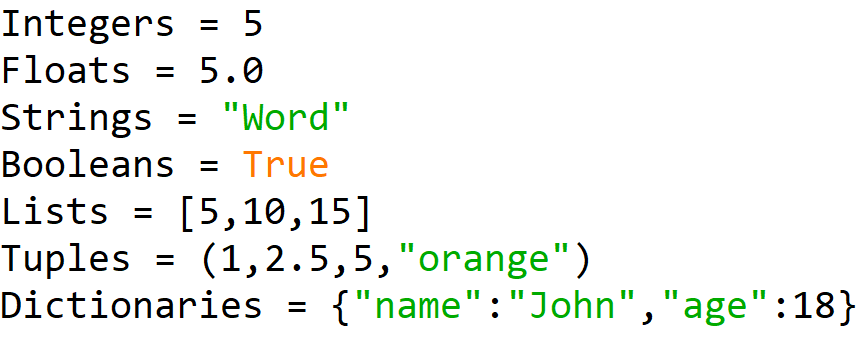 Integers = 5
Floats = 5.0
Strings = "Word"
Booleans = True
Lists = [5,10,15]
Tuples = (1,2.5,5,"orange")
Dictionaries = {"name":"John","age":18}